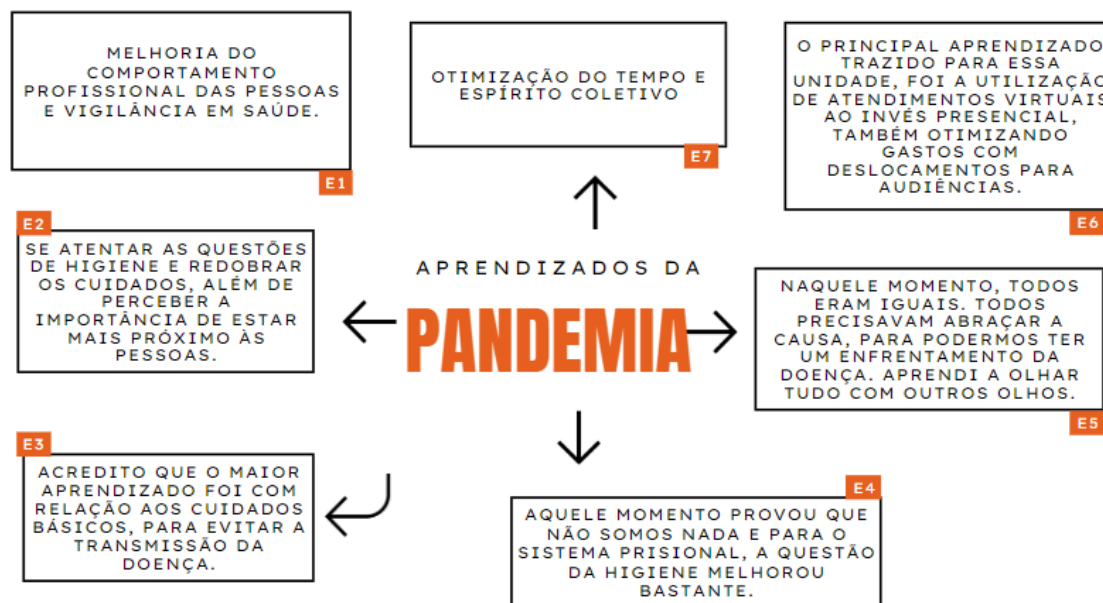 MELHORIA DO
COMPORTAMENTO
PROFISSIONAL DAS PESSOAS
E VIGILÂNCIA EM SAÚDE.
E1
OTIMIZAÇÃO DO TEMPO E
ESPÍRITO COLETIVO
E7
O PRINCIPAL APRENDIZADO
TRAZIDO PARA ESSA
UNIDADE, FOI A UTILIZAÇÃO
DE ATENDIMENTOS VIRTUAIS
AO INVÉS PRESENCIAL,
TAMBÉM OTIMIZANDO
GASTOS COM
DESLOCAMENTOS PARA
AUDIÊNCIAS.
E6
E2
SE ATENTAR AS QUESTÕES
DE HIGIENE E REDOBRAR
OS CUIDADOS, ALÉM DE
PERCEBER A
IMPORTÂNCIA DE ESTAR
MAIS PRÓXIMO ÀS
PESSOAS.
APRENDIZADOS DA
PANDEMIA
NAQUELE MOMENTO, TODOS
ERAM IGUAIS. TODOS
PRECISAVAM ABRAÇAR A
CAUSA, PARA PODERMOS TER
UM ENFRENTAMENTO DA
DOENÇA. APRENDI A OLHAR
TUDO COM OUTROS OLHOS.
E5
E3
ACREDITO QUE O MAIOR
APRENDIZADO FOI COM
RELAÇÃO AOS CUIDADOS
BÁSICOS, PARA EVITAR A
TRANSMISSÃO DA
DOENÇA.
E4
AQUELE MOMENTO PROVOU QUE
NÃO SOMOS NADA E PARA O
SISTEMA PRISIONAL, A QUESTÃO
DA HIGIENE MELHOROU
BASTANTE.